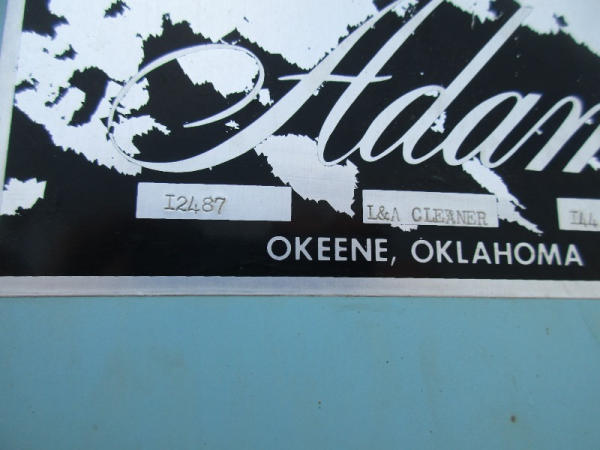 Adam
I2487 L&A CLEANER I44
OKEENE, OKLAHOMA